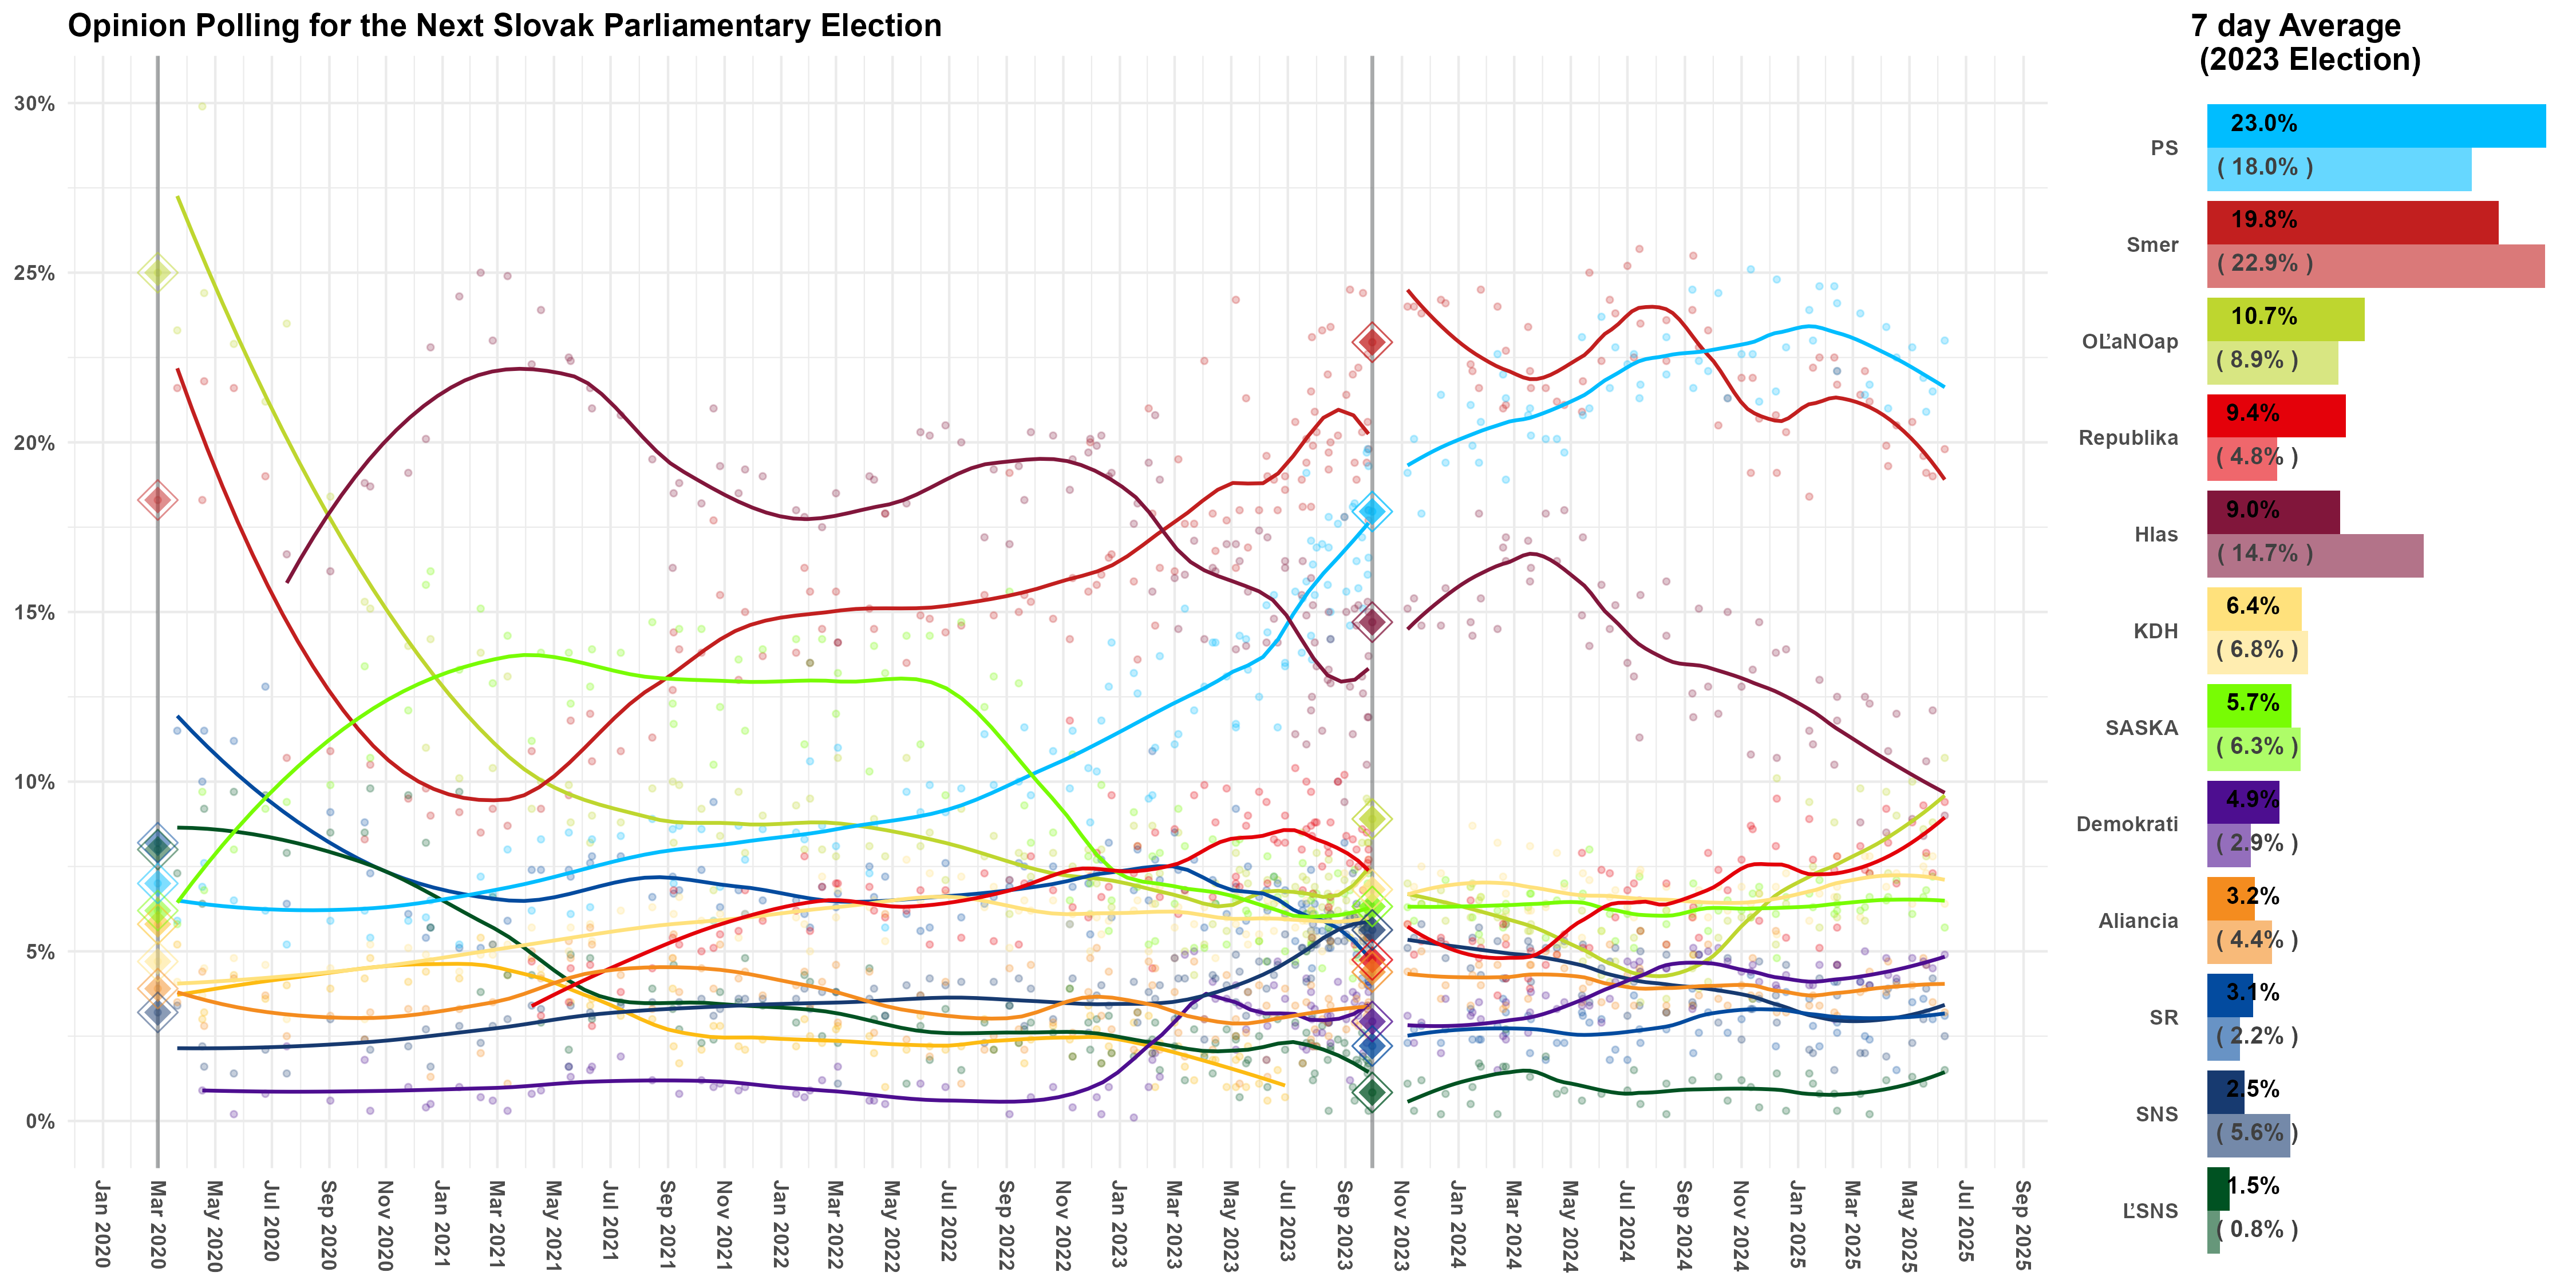 Opinion Polling for the Next Slovak Parliamentary Election
7 day Average
(2023 Election)
30%
25%
20%
15%
10%
5%
0%
Jan 2020
Mar 2020
May 2020
Jul 2020
Sep 2020
Nov 2020
Jan 2021
Mar 2021
May 2021
Jul 2021
Sep 2021
Nov 2021
Jan 2022
Mar 2022
May 2022
Jul 2022
Sep 2022
Nov 2022
Jan 2023
Mar 2023
May 2023
Jul 2023
Sep 2023
Nov 2023
Jan 2024
Mar 2024
May 2024
Jul 2024
Sep 2024
Nov 2024
Jan 2025
Mar 2025
May 2025
Jul 2025
Sep 2025
PS
23.0%
( 18.0% )
Smer
19.8%
( 22.9% )
OĽaNOap
10.7%
( 8.9% )
Republika
9.4%
( 4.8% )
Hlas
9.0%
( 14.7% )
KDH
6.4%
( 6.8% )
SASKA
5.7%
( 6.3% )
Demokrati
4.9%
( 2.9% )
Aliancia
3.2%
( 4.4% )
SR
3.1%
( 2.2% )
SNS
2.5%
( 5.6% )
ĽSNS
1.5%
( 0.8% )